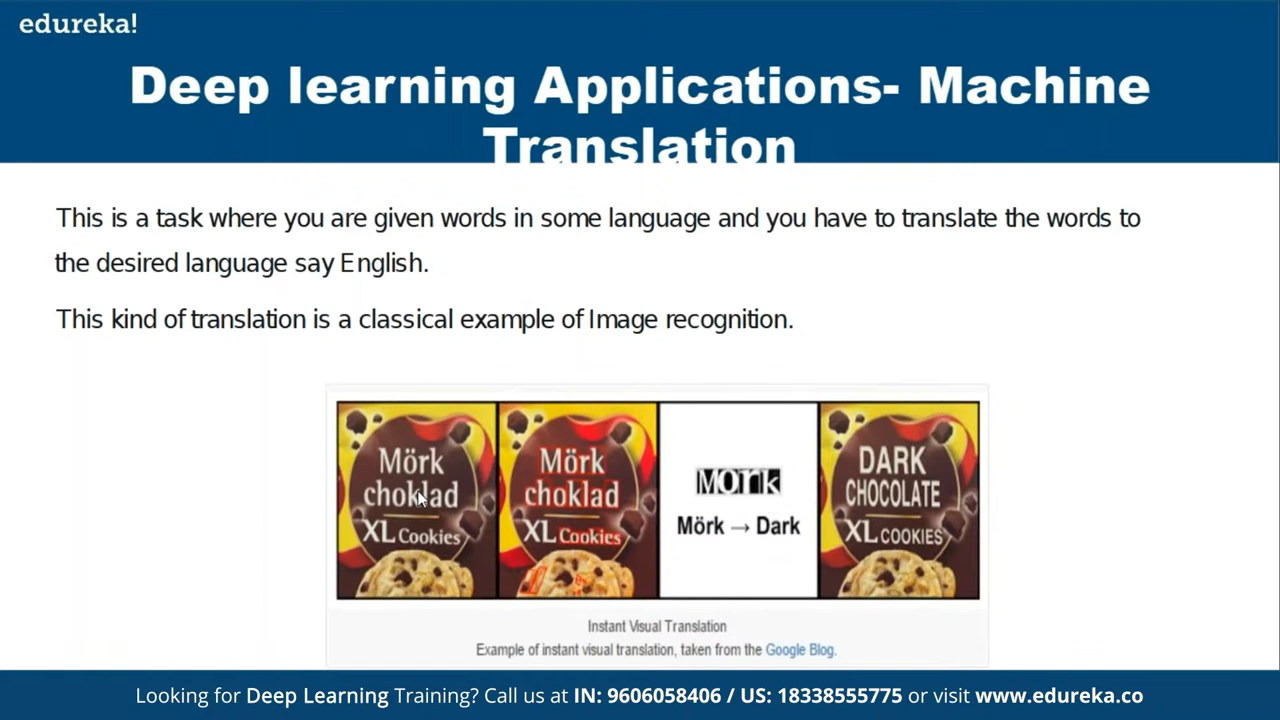 edureka!
Deep learning Applications- Machine
Translation
This is a task where you are given words in some language and you have to translate the words to
the desired language say English.
This kind of translation is a classical example of Image recognition.
Mörk
choklad
XL Cookies
Mörk
choklad
XL Cookies
Mörk
Mörk → Dark
DARK
CHOCOLATE
XL COOKIES
Instant Visual Translation
Example of instant visual translation, taken from the Google Blog.
Looking for Deep Learning Training? Call us at IN: 9606058406 / US: 18338555775 or visit www.edureka.co